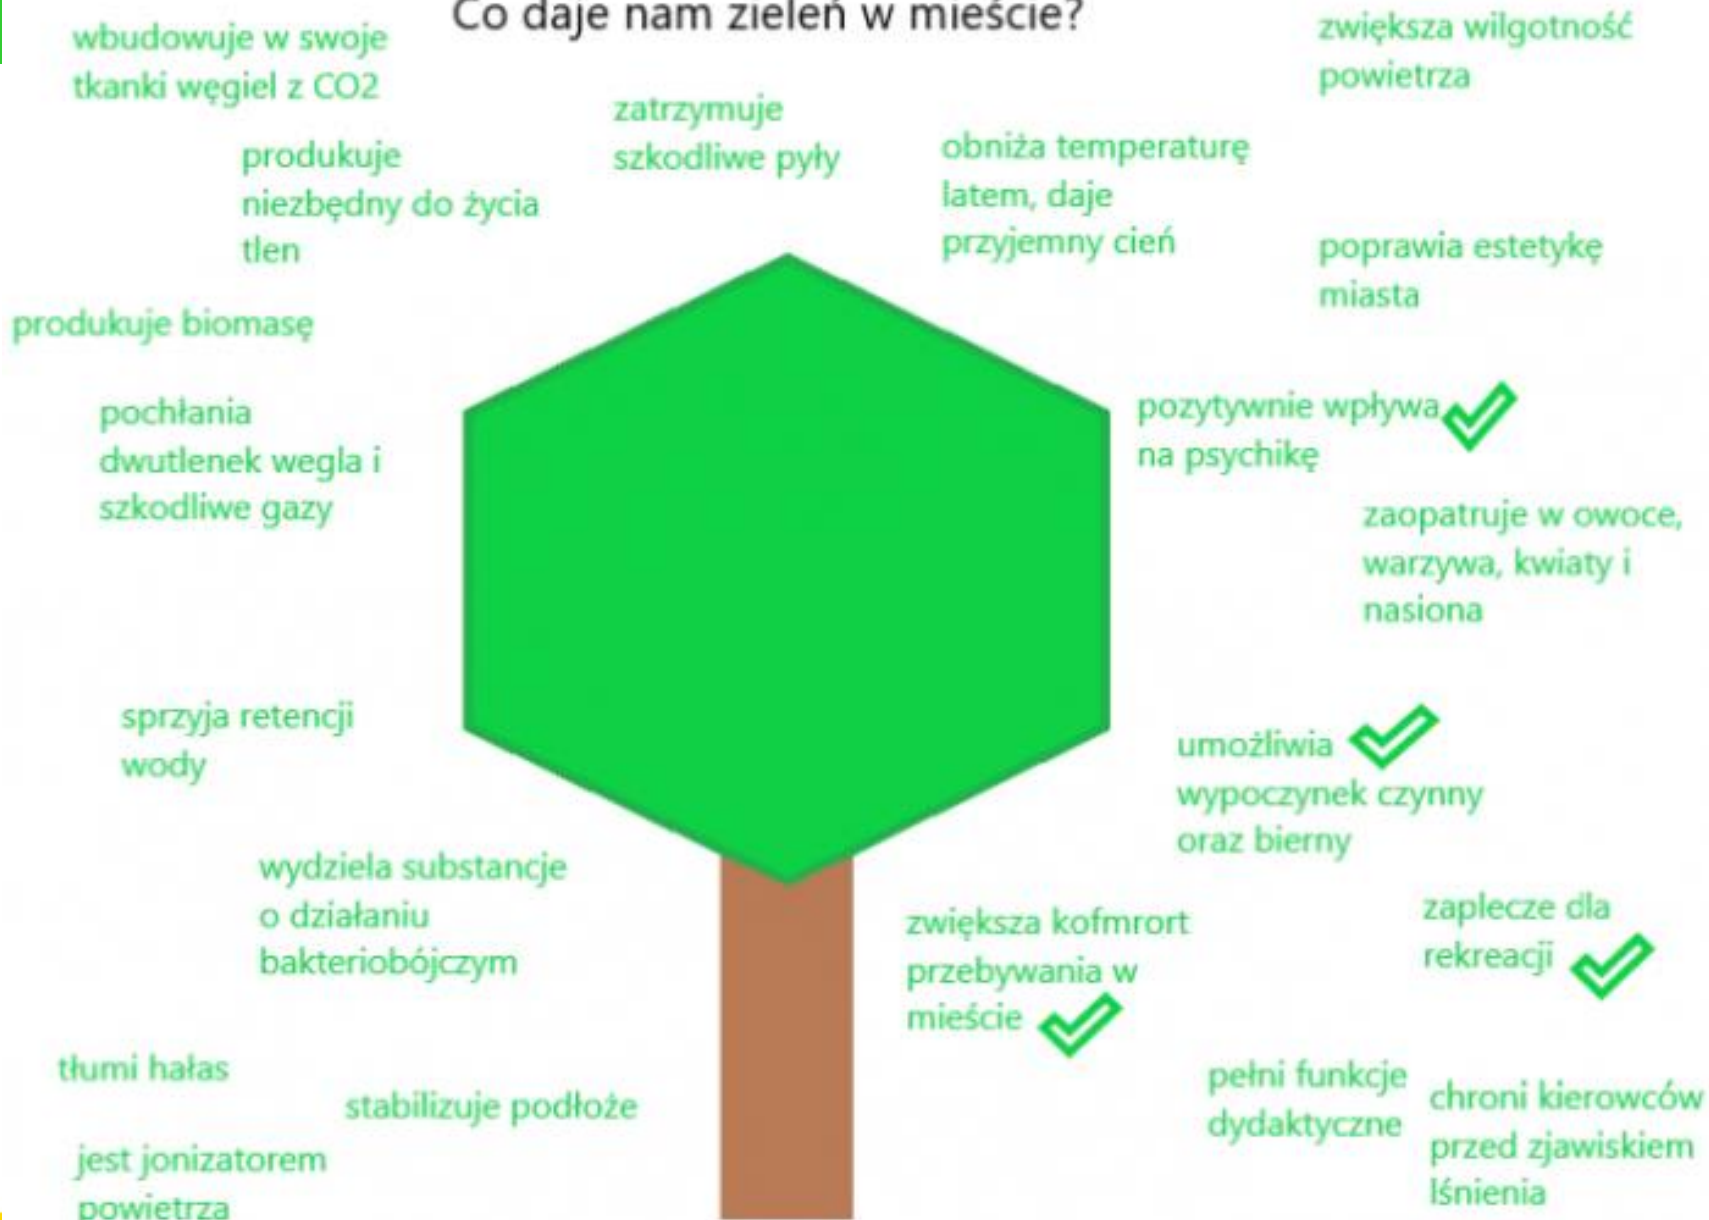 Co daje nam zieleń w mieście?
wbudowuje w swoje
tkanki węgiel z CO2
zwiększa wilgotność
powietrza
zatrzymuje
szkodliwe pyły
obniża temperaturę
latem, daje
przyjemny cień
produkuje
niezbędny do życia
tlen
poprawia estetykę
miasta
produkuje biomasę
pochłania
dwutlenek wegla i
szkodliwe gazy
pozytywnie wpływa
na psychikę
zaopatruje w owoce,
warzywa, kwiaty i
nasiona
sprzyja retencji
wody
umożliwia
wypoczynek czynny
oraz bierny
wydziela substancje
o działaniu
bakteriobójczym
zwiększa kofmrort
przebywania w
mieście
zaplecze dla
rekreacji
tłumi hałas
stabilizuje podłoże
pełni funkcje
dydaktyczne
chroni kierowców
przed zjawiskiem
lśnienia
jest jonizatorem
powietrza